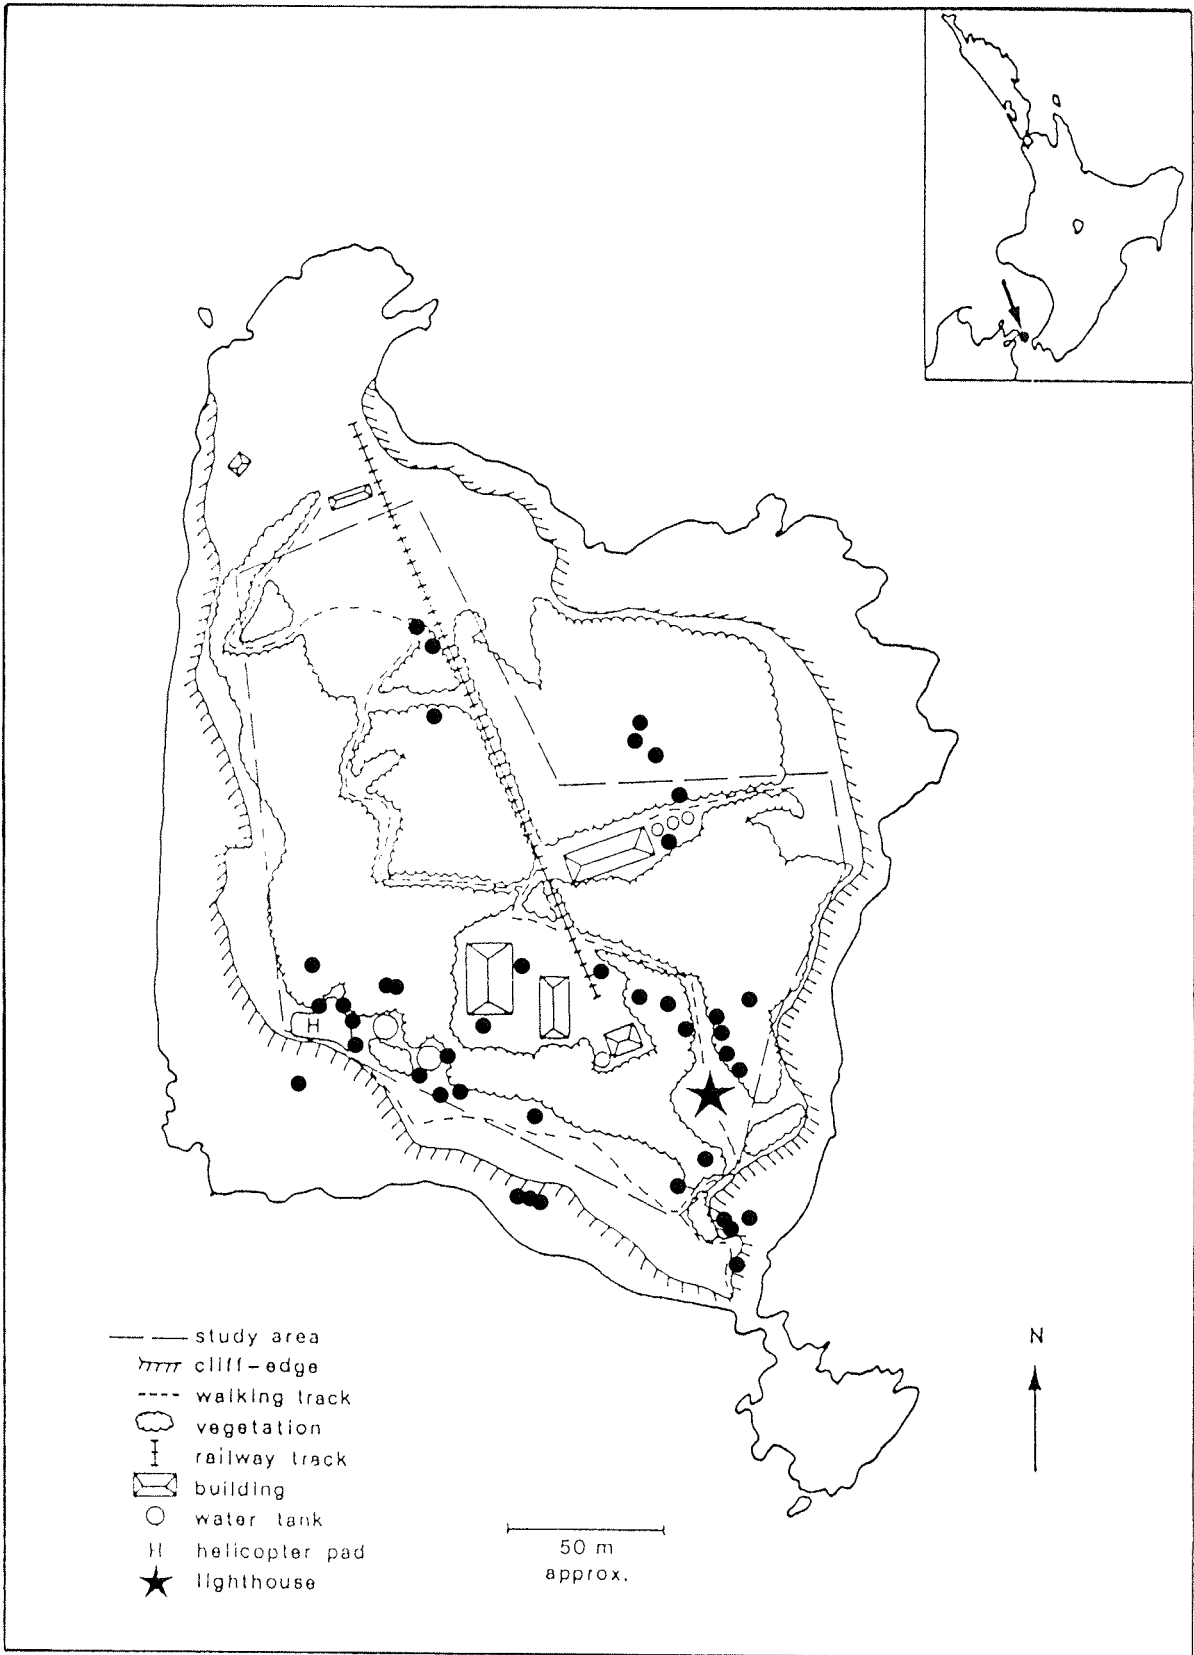 H
study area
cliff-edge
walking track
vegetation
railway track
building
water tank
H helicopter pad
lighthouse
50 m
approx.
N